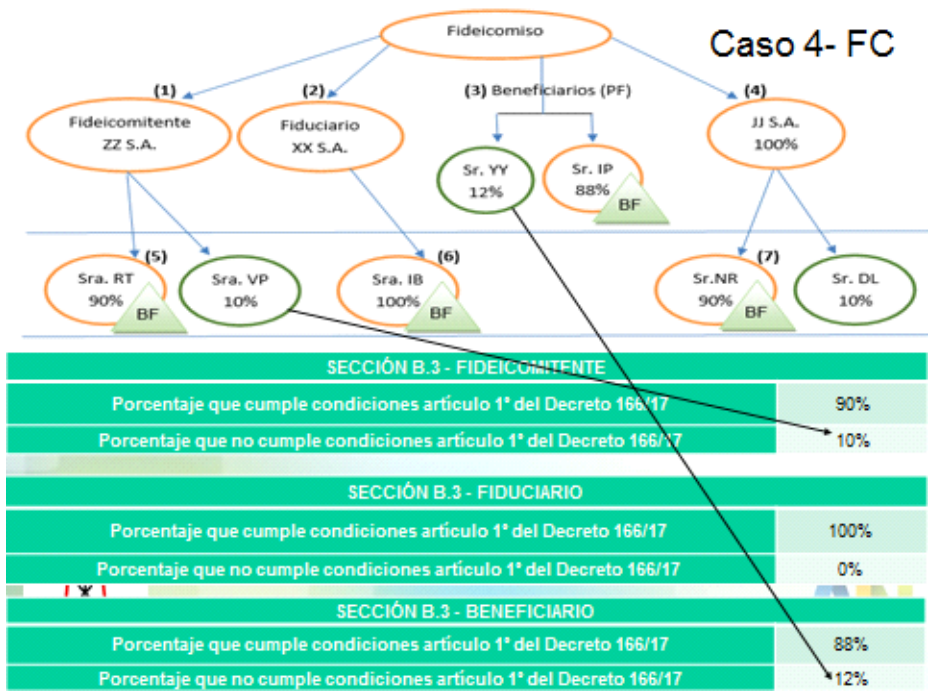 Fideicomiso
Caso 4- FC
(1)
(2)
(3) Beneficiarios (PF)
(4)
Fideicomitente
ZZ S.A.
Fiduciario
XX S.A.
Sr. YY
12%
Sr. IP
88%
BF
JJ S.A.
100%
(5)
Sra. RT
90%
BF
Sra. VP
10%
(6)
Sra. IB
100%
BF
(7)
Sr.NR
90%
BF
Sr. DL
10%
SECCIÓN B.3 - FIDEICOMITENTE
Porcentaje que cumple condiciones artículo 1° del Decreto 166/17 90%
Porcentaje que no cumple condiciones artículo 1° del Decreto 166/17 10%
SECCIÓN B.3 - FIDUCIARIO
Porcentaje que cumple condiciones artículo 1° del Decreto 166/17 100%
Porcentaje que no cumple condiciones artículo 1° del Decreto 166/17 0%
SECCIÓN B.3 - BENEFICIARIO
Porcentaje que cumple condiciones artículo 1° del Decreto 166/17 88%
Porcentaje que no cumple condiciones artículo 1° del Decreto 166/17 12%